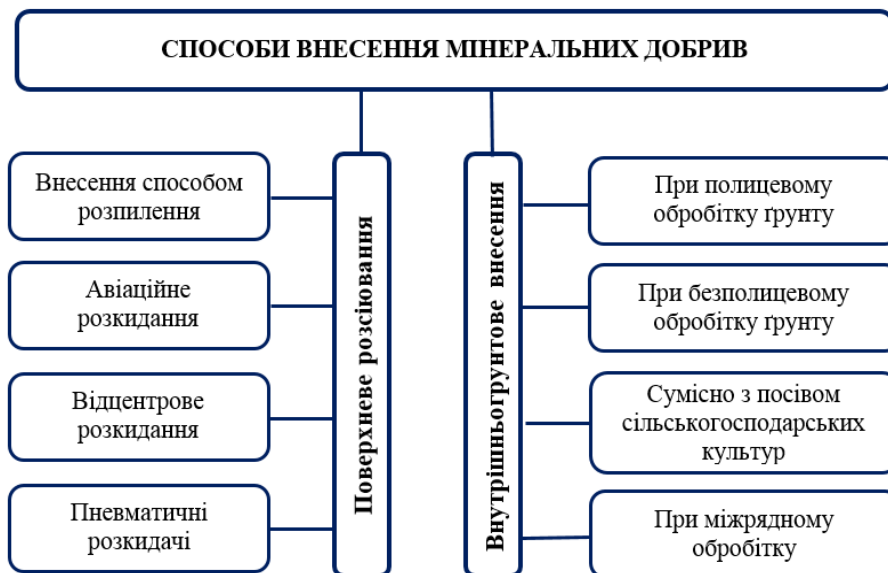 СПОСОБИ ВНЕСЕННЯ МІНЕРАЛЬНИХ ДОБРИВ
Поверхневе розсіювання
Внесення способом
розпилення
Авіаційне
розкидання
Відцентрове
розкидання
Пневматичні
розкидачі
Внутрішньогрунтове внесення
При полицевому
обробітку ґрунту
При безполицевому
обробітку ґрунту
Сумісно з посівом
сільськогосподарських
культур
При міжрядному
обробітку